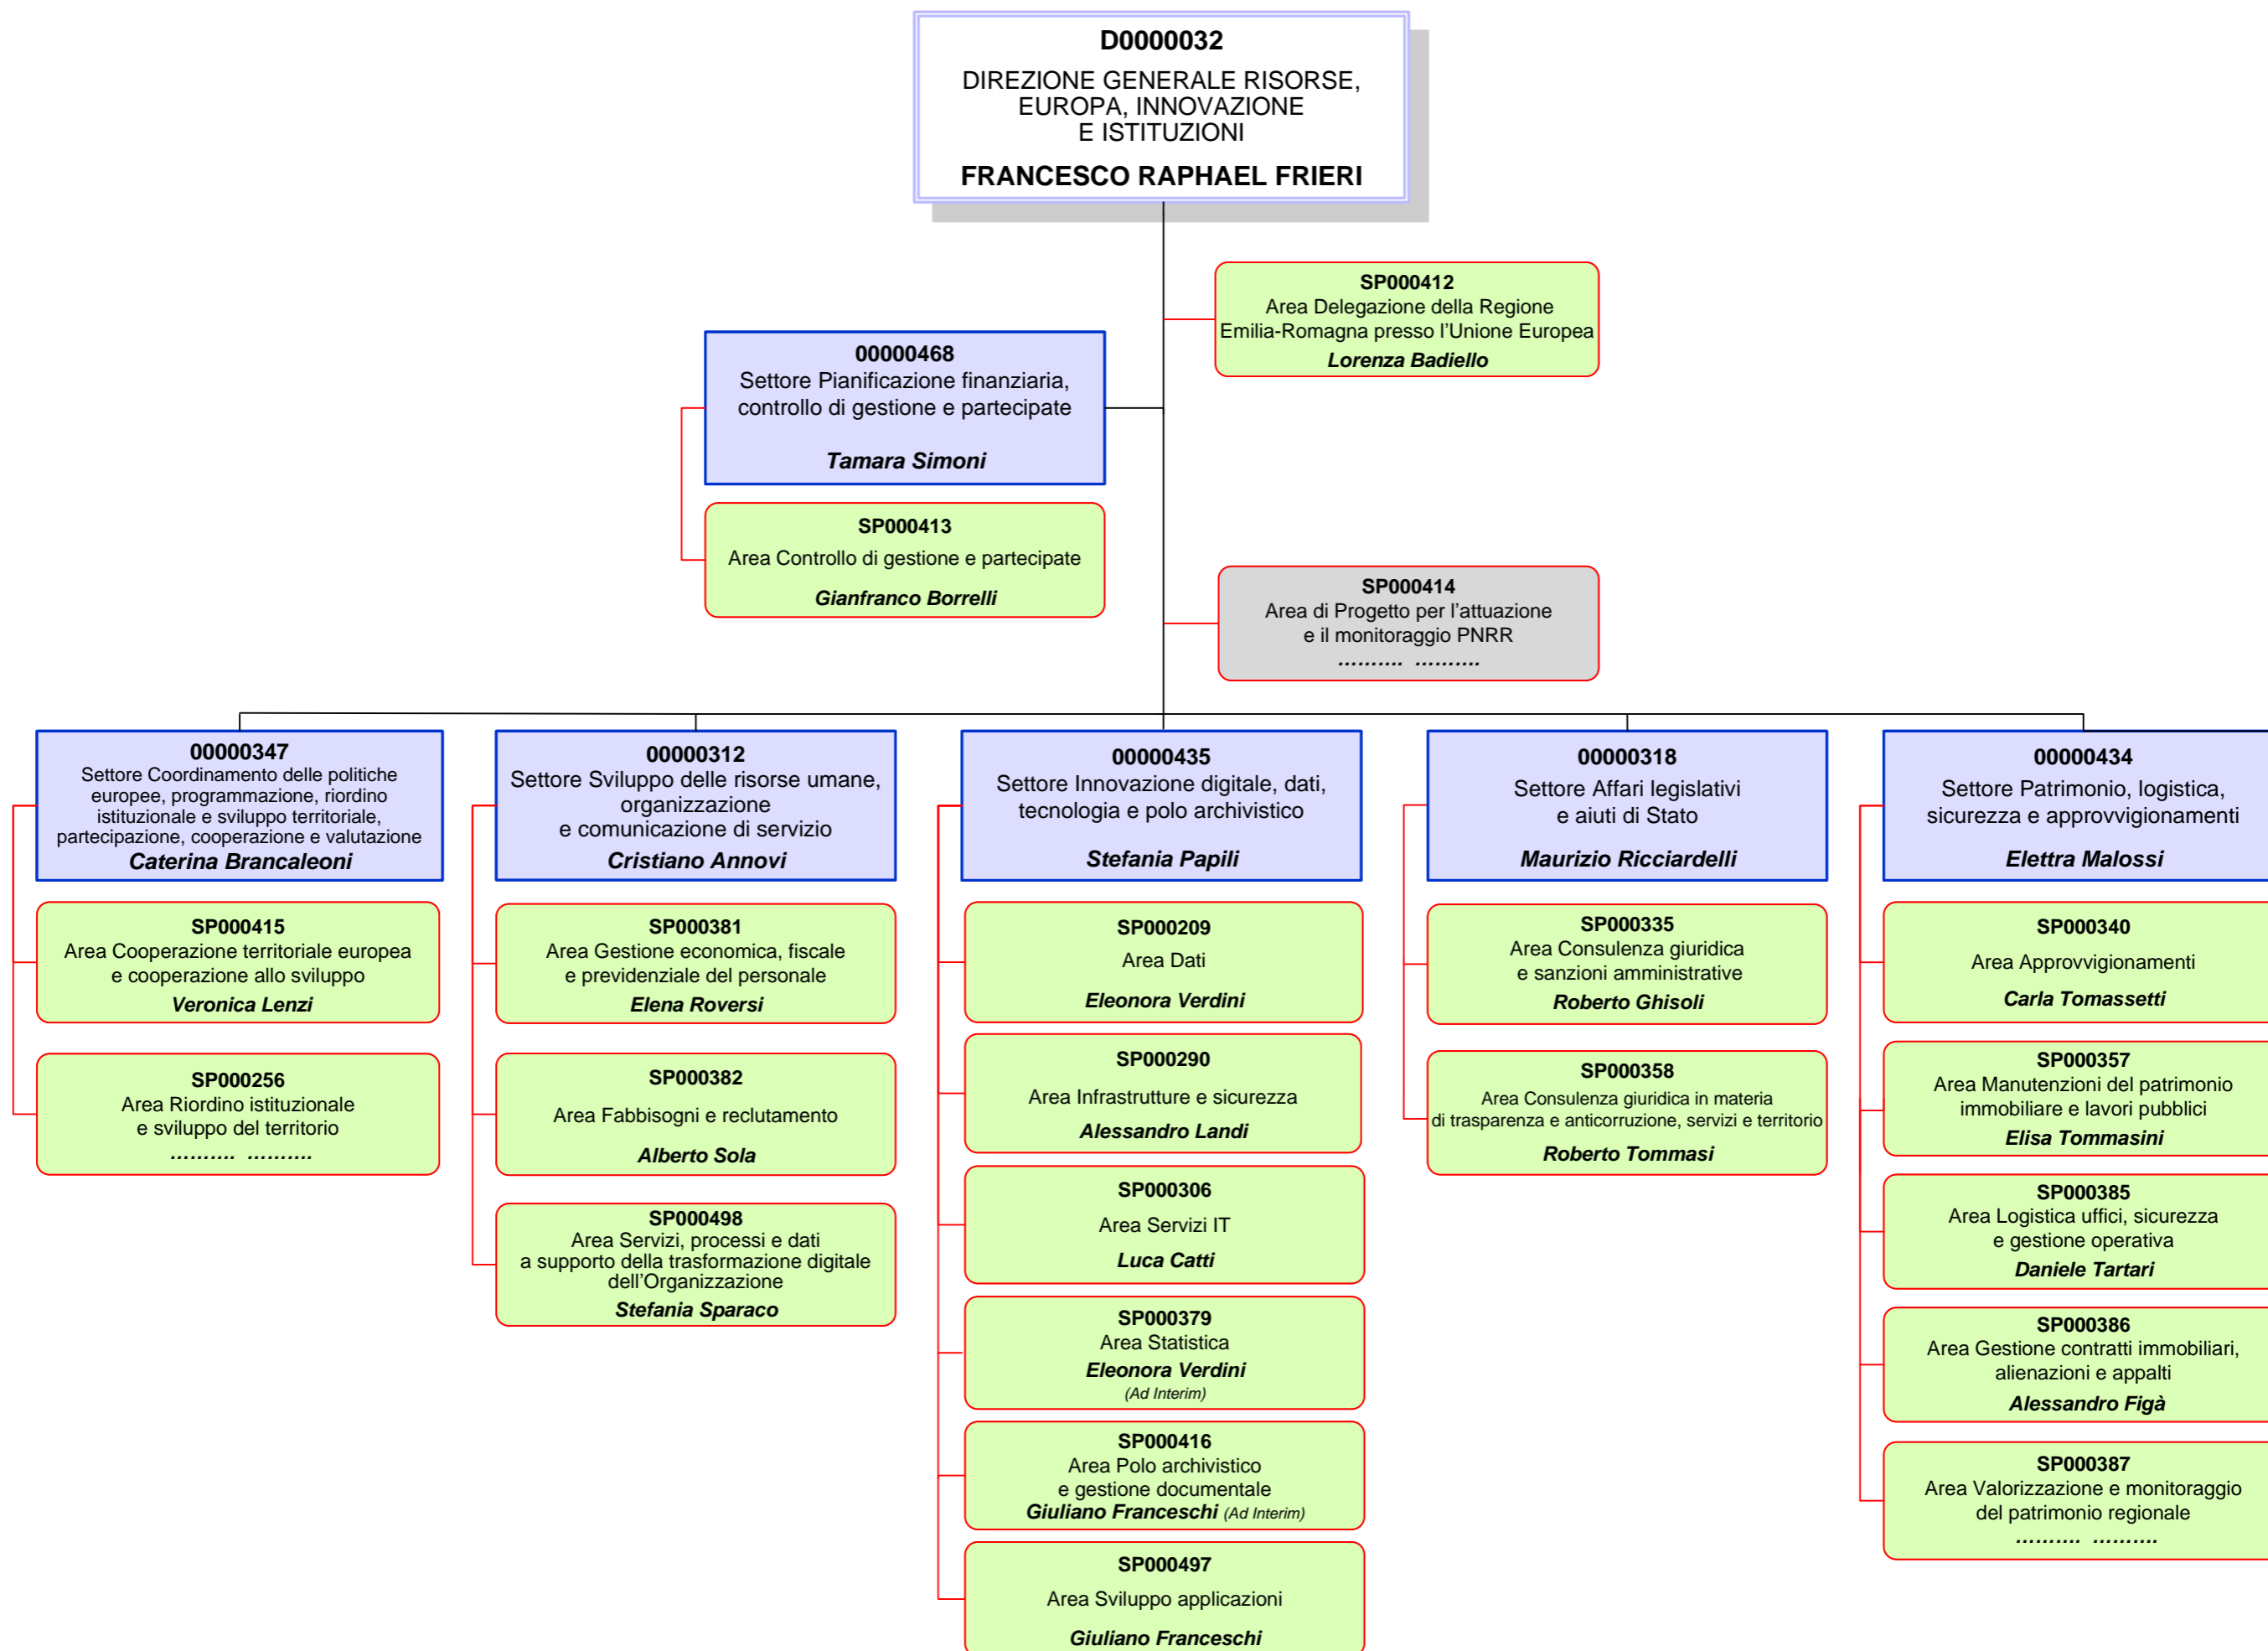 D0000032
DIREZIONE GENERALE RISORSE,
EUROPA, INNOVAZIONE
E ISTITUZIONI
FRANCESCO RAPHAEL FRIERI
SP000412
Area Delegazione della Regione
Emilia-Romagna presso l'Unione Europea
Lorenza Badiello
00000468
Settore Pianificazione finanziaria,
controllo di gestione e partecipate
Tamara Simoni
SP000413
Area Controllo di gestione e partecipate
Gianfranco Borrelli
SP000414
Area di Progetto per l'attuazione
e il monitoraggio PNRR
.......... ..........
00000347
Settore Coordinamento delle politiche
europee, programmazione, riordino
istituzionale e sviluppo territoriale,
partecipazione, cooperazione e valutazione
Caterina Brancaleoni
SP000415
Area Cooperazione territoriale europea
e cooperazione allo sviluppo
Veronica Lenzi
SP000256
Area Riordino istituzionale
e sviluppo del territorio
.......... ..........
00000312
Settore Sviluppo delle risorse umane,
organizzazione
e comunicazione di servizio
Cristiano Annovi
SP000381
Area Gestione economica, fiscale
e previdenziale del personale
Elena Roversi
SP000382
Area Fabbisogni e reclutamento
Alberto Sola
SP000498
Area Servizi, processi e dati
a supporto della trasformazione digitale
dell'Organizzazione
Stefania Sparaco
00000435
Settore Innovazione digitale, dati,
tecnologia e polo archivistico
Stefania Papili
SP000209
Area Dati
Eleonora Verdini
SP000290
Area Infrastrutture e sicurezza
Alessandro Landi
SP000306
Area Servizi IT
Luca Catti
SP000379
Area Statistica
Eleonora Verdini
(Ad Interim)
SP000416
Area Polo archivistico
e gestione documentale
Giuliano Franceschi (Ad Interim)
SP000497
Area Sviluppo applicazioni
Giuliano Franceschi
00000318
Settore Affari legislativi
e aiuti di Stato
Maurizio Ricciardelli
SP000335
Area Consulenza giuridica
e sanzioni amministrative
Roberto Ghisoli
SP000358
Area Consulenza giuridica in materia
di trasparenza e anticorruzione, servizi e territorio
Roberto Tommasi
00000434
Settore Patrimonio, logistica,
sicurezza e approvvigionamenti
Elettra Malossi
SP000340
Area Approvvigionamenti
Carla Tomassetti
SP000357
Area Manutenzioni del patrimonio
immobiliare e lavori pubblici
Elisa Tommasini
SP000385
Area Logistica uffici, sicurezza
e gestione operativa
Daniele Tartari
SP000386
Area Gestione contratti immobiliari,
alienazioni e appalti
Alessandro Figà
SP000387
Area Valorizzazione e monitoraggio
del patrimonio regionale
.......... ..........